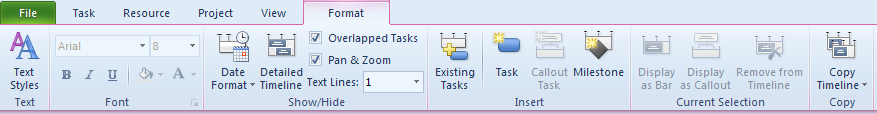 File Task Resource Project View Format
Arial 8
Overlapped Tasks
Pan & Zoom
Text Lines: 1
Text Styles
B I U A
Date Format
Detailed Timeline
Existing Tasks
Task
Callout Task
Milestone
Display as Bar
Display as Callout
Remove from Timeline
Copy Timeline
Text Font Show/Hide Insert Current Selection Copy